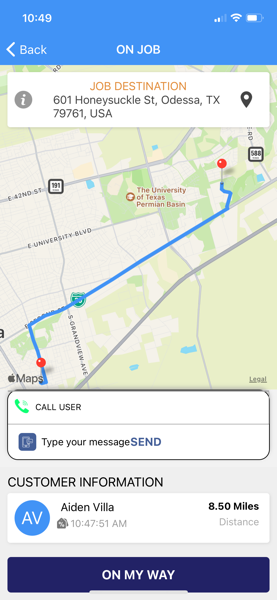 10:49
Back
ON JOB
JOB DESTINATION
601 Honeysuckle St, Odessa, TX
79761, USA
588
E 42ND ST
191
The University
of Texas
Permian Basin
E UNIVERSITY BLVD
S GRANDVIEW AVE
a
Maps
Legal
CALL USER
Type your message SEND
CUSTOMER INFORMATION
AV
Aiden Villa
8.50 Miles
10:47:51 AM
Distance
ON MY WAY